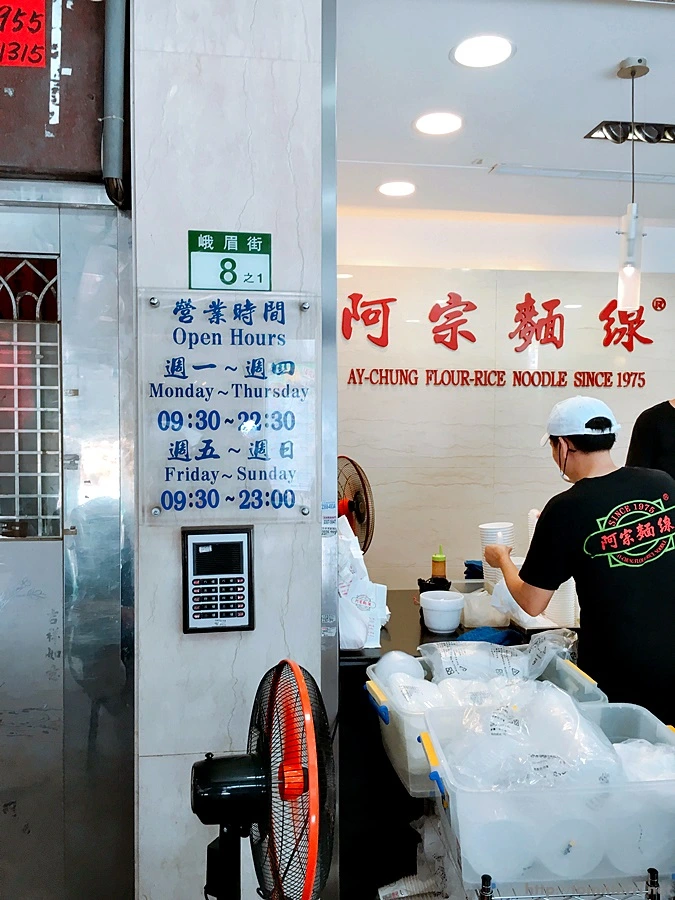 955
1315
峨眉街
8之1
營業時間
Open Hours
週一~週四
Monday~Thursday
09:30~22:30
週五~週日
Friday~Sunday
09:30~23:00
阿宗麵線®
AY-CHUNG FLOUR-RICE NOODLE SINCE 1975
SINCE 1975
阿宗麵線